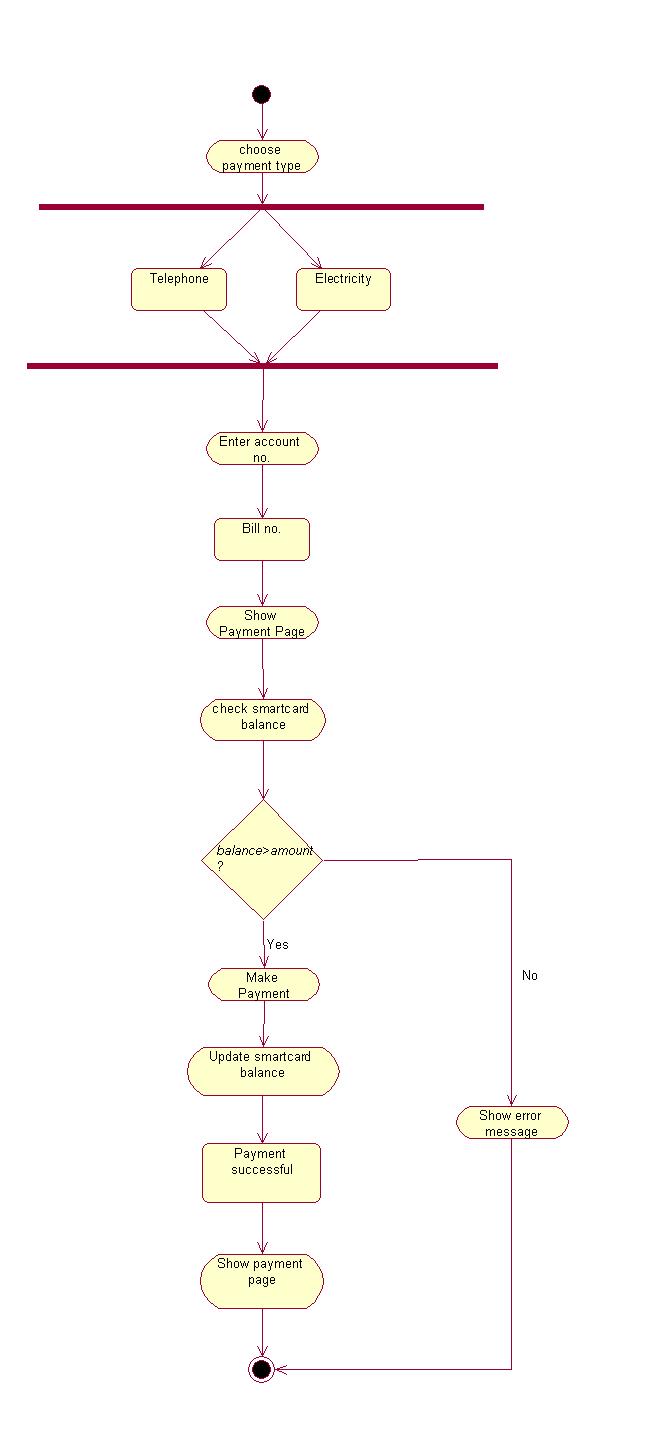 choose
payment type
Telephone
Electricity
Enter account
no.
Bill no.
Show
Payment Page
check smartcard
balance
balance>amount
?
Yes
No
Make
Payment
Update smartcard
balance
Show error
message
Payment
successful
Show payment
page